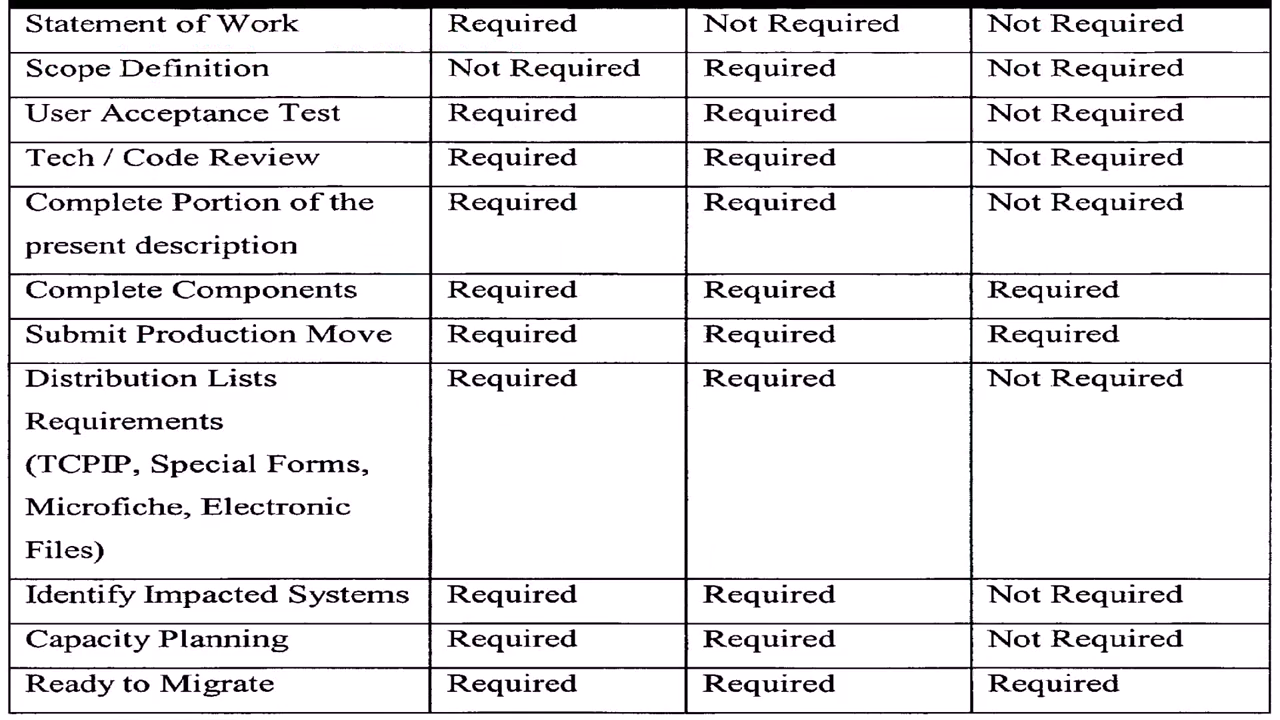 Statement of Work Required Not Required Not Required
Scope Definition Not Required Required Not Required
User Acceptance Test Required Required Not Required
Tech / Code Review Required Required Not Required
Complete Portion of the Required Required Not Required
present description
Complete Components Required Required Required
Submit Production Move Required Required Required
Distribution Lists Required Required Not Required
Requirements
(TCPIP, Special Forms,
Microfiche, Electronic
Files)
Identify Impacted Systems Required Required Not Required
Capacity Planning Required Required Not Required
Ready to Migrate Required Required Required